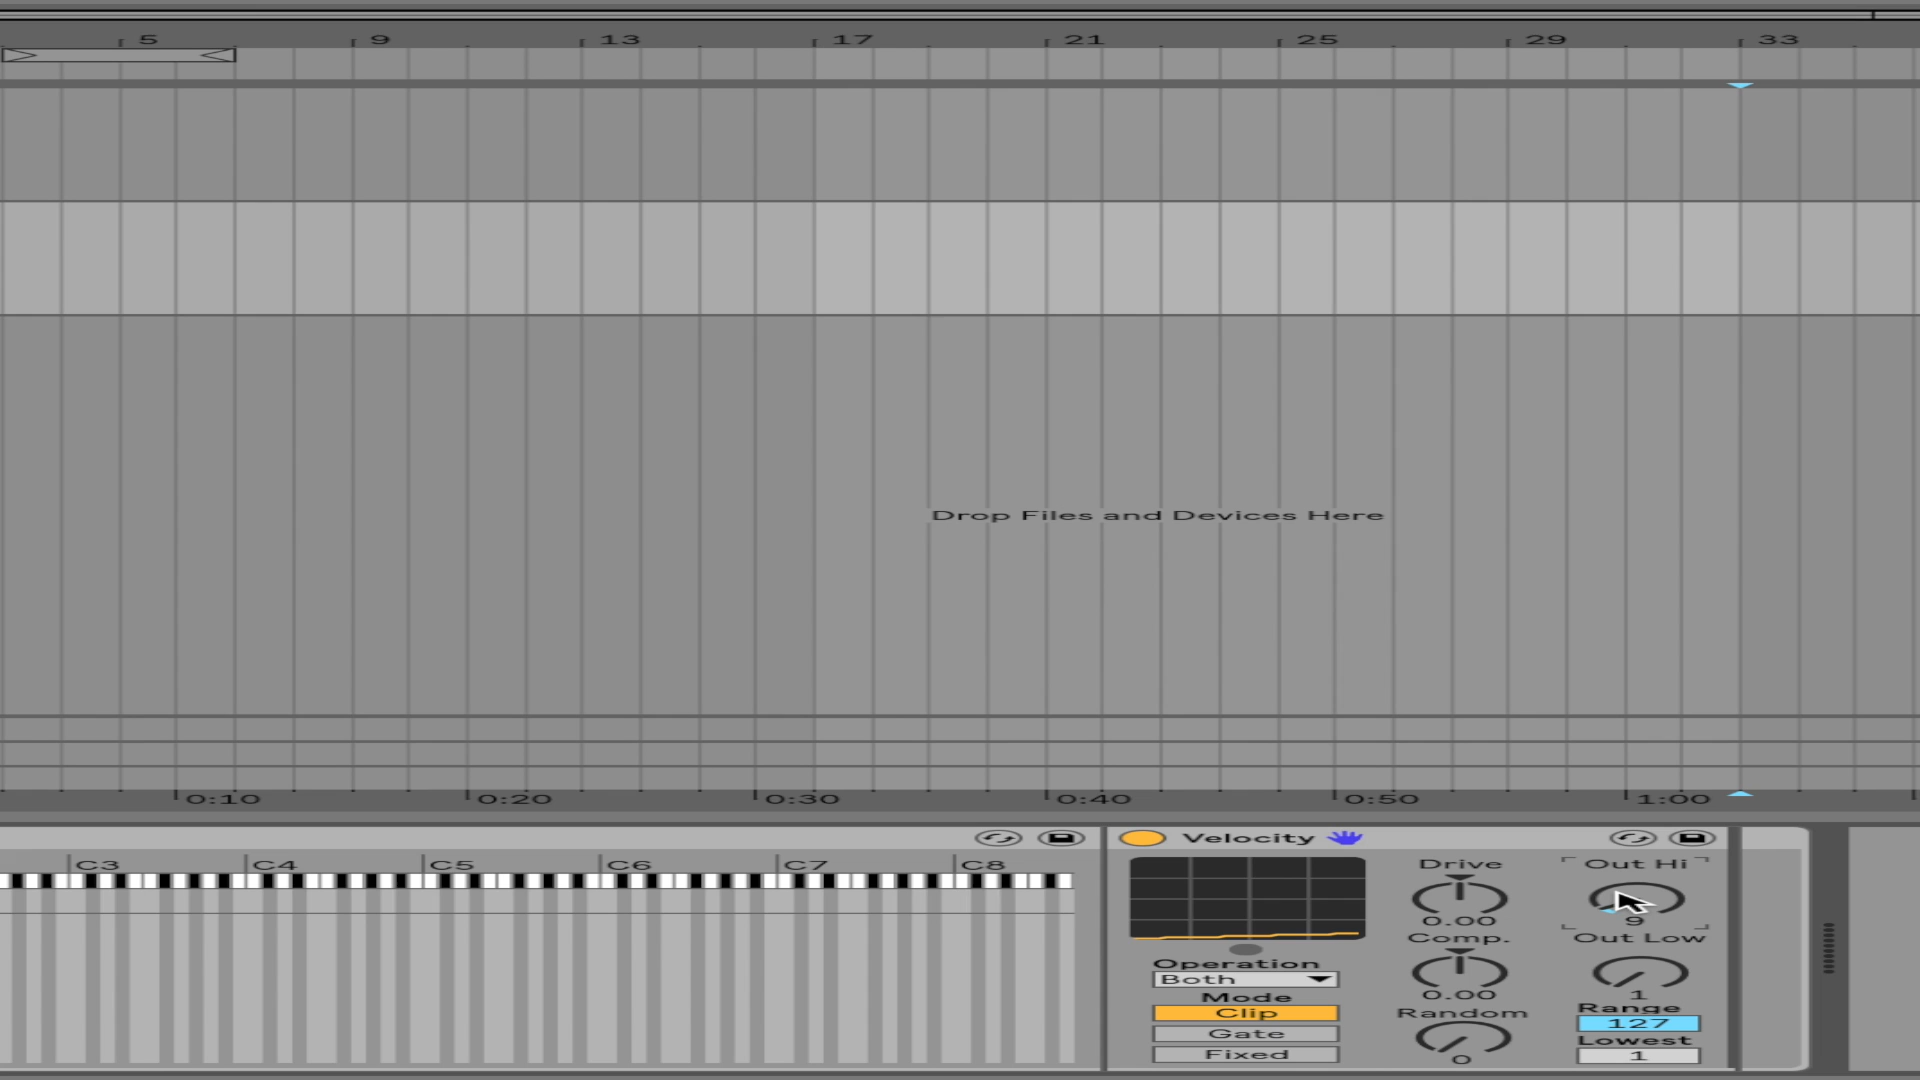 5 9 13 17 21 25 29 33
Drop Files and Devices Here
0:10 0:20 0:30 0:40 0:50 1:00
C3 C4 C5 C6 C7 C8
Velocity
Operation
Both
Mode
Clip
Gate
Fixed
Drive
0.00
Comp.
0.00
Random
0
Out Hi
9
Out Low
1
Range
127
Lowest
1